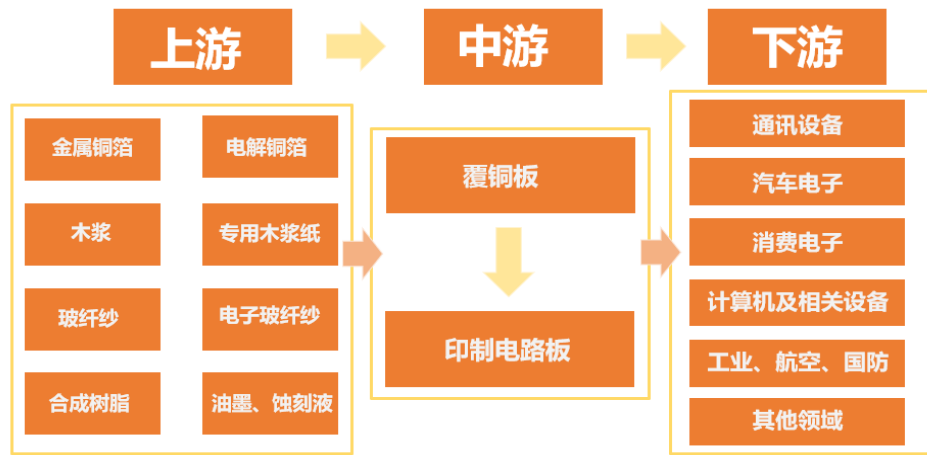 上游
中游
下游
金属铜箔
电解铜箔
木浆
专用木浆纸
玻纤纱
电子玻纤纱
合成树脂
油墨、蚀刻液
覆铜板
印制电路板
通讯设备
汽车电子
消费电子
计算机及相关设备
工业、航空、国防
其他领域